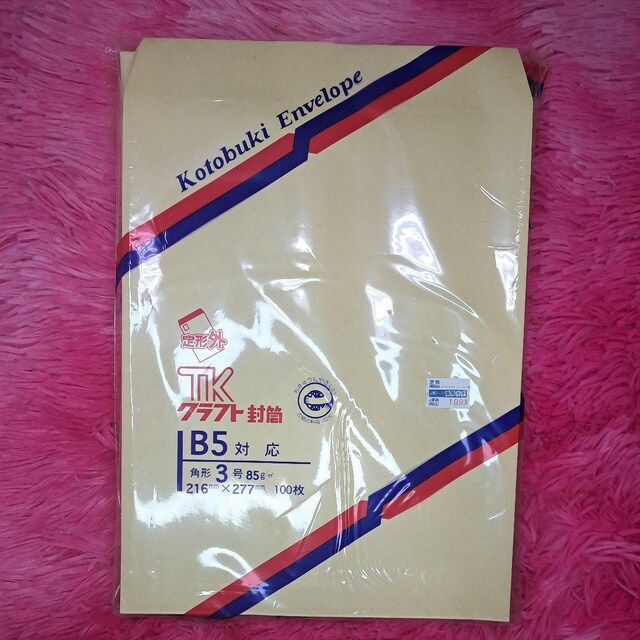 Kotobuki Envelope
定形外
TK
クラフト封筒
B5 対応
角形 3 号 85g/㎡
216mm×277mm 100枚